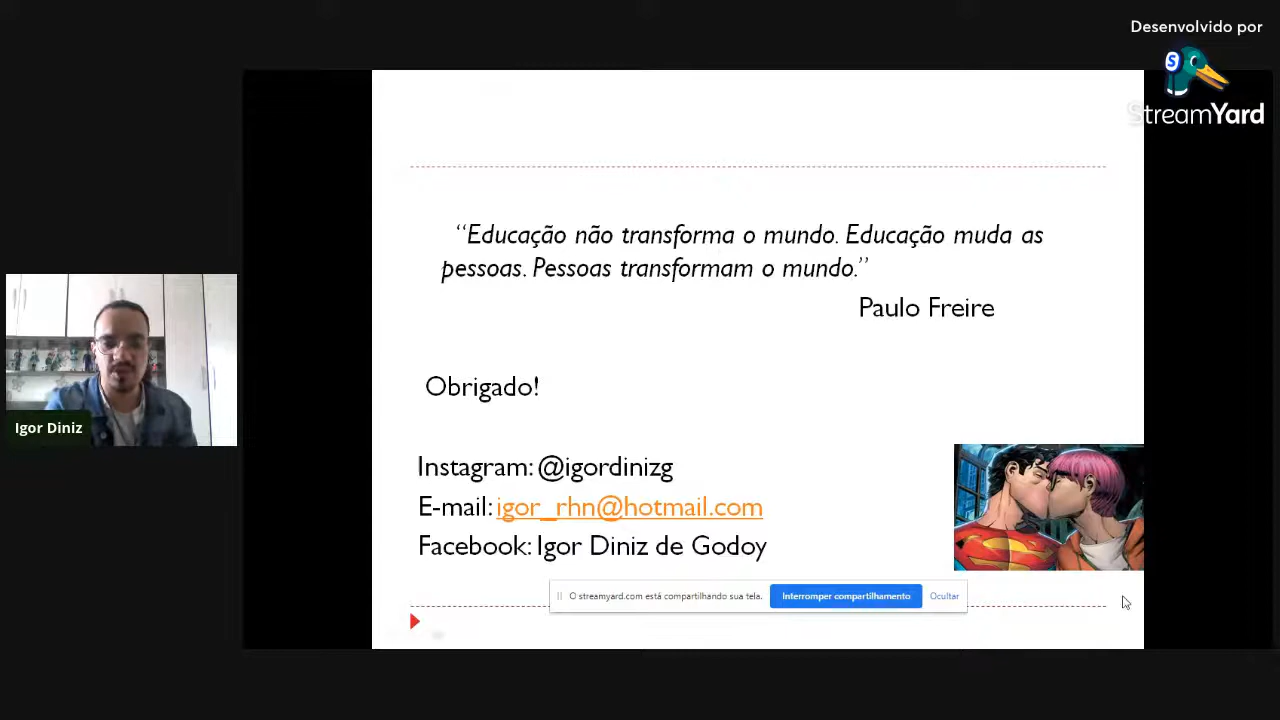 Desenvolvido por
StreamYard
“Educação não transforma o mundo. Educação muda as
pessoas. Pessoas transformam o mundo.”
Paulo Freire
Obrigado!
Igor Diniz
Instagram: @igordinizg
E-mail: igor_rhn@hotmail.com
Facebook: Igor Diniz de Godoy
O streamyard.com está compartilhando sua tela. Interromper compartilhamento Ocultar